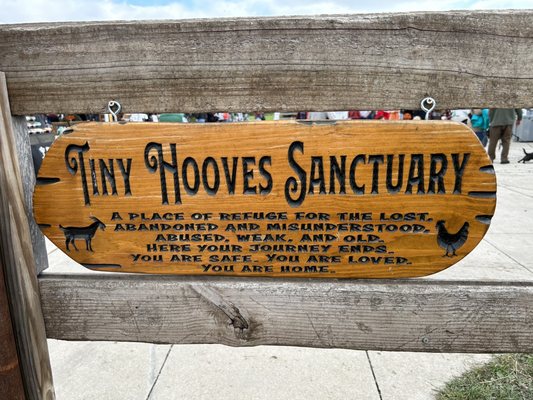 Tiny Hooves Sanctuary
A PLACE OF REFUGE FOR THE LOST,
ABANDONED AND MISUNDERSTOOD,
ABUSED, WEAK, AND OLD.
HERE YOUR JOURNEY ENDS...
YOU ARE SAFE. YOU ARE LOVED.
YOU ARE HOME.